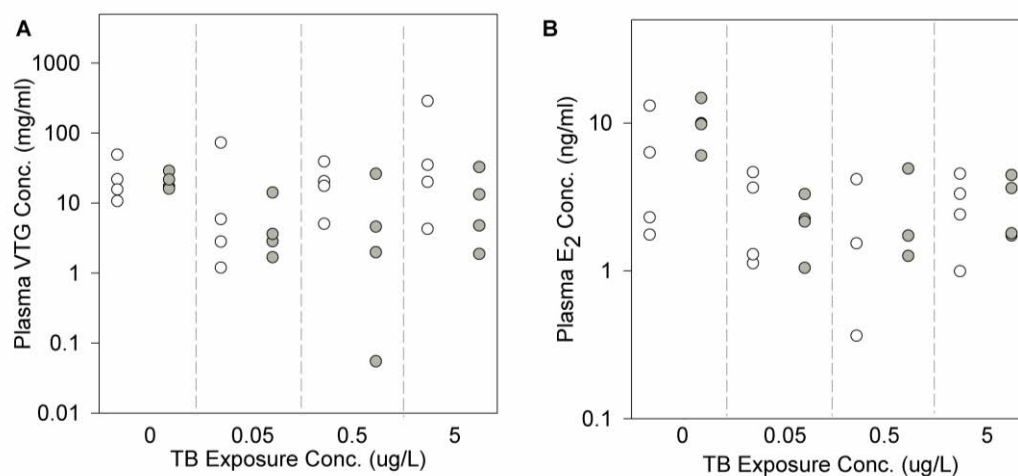 A
Plasma VTG Conc. (mg/ml)
1000
100
10
1
0.1
0.01
0 0.05 0.5 5
TB Exposure Conc. (ug/L)
B
Plasma E2 Conc. (ng/ml)
10
1
0.1
0 0.05 0.5 5
TB Exposure Conc. (ug/L)